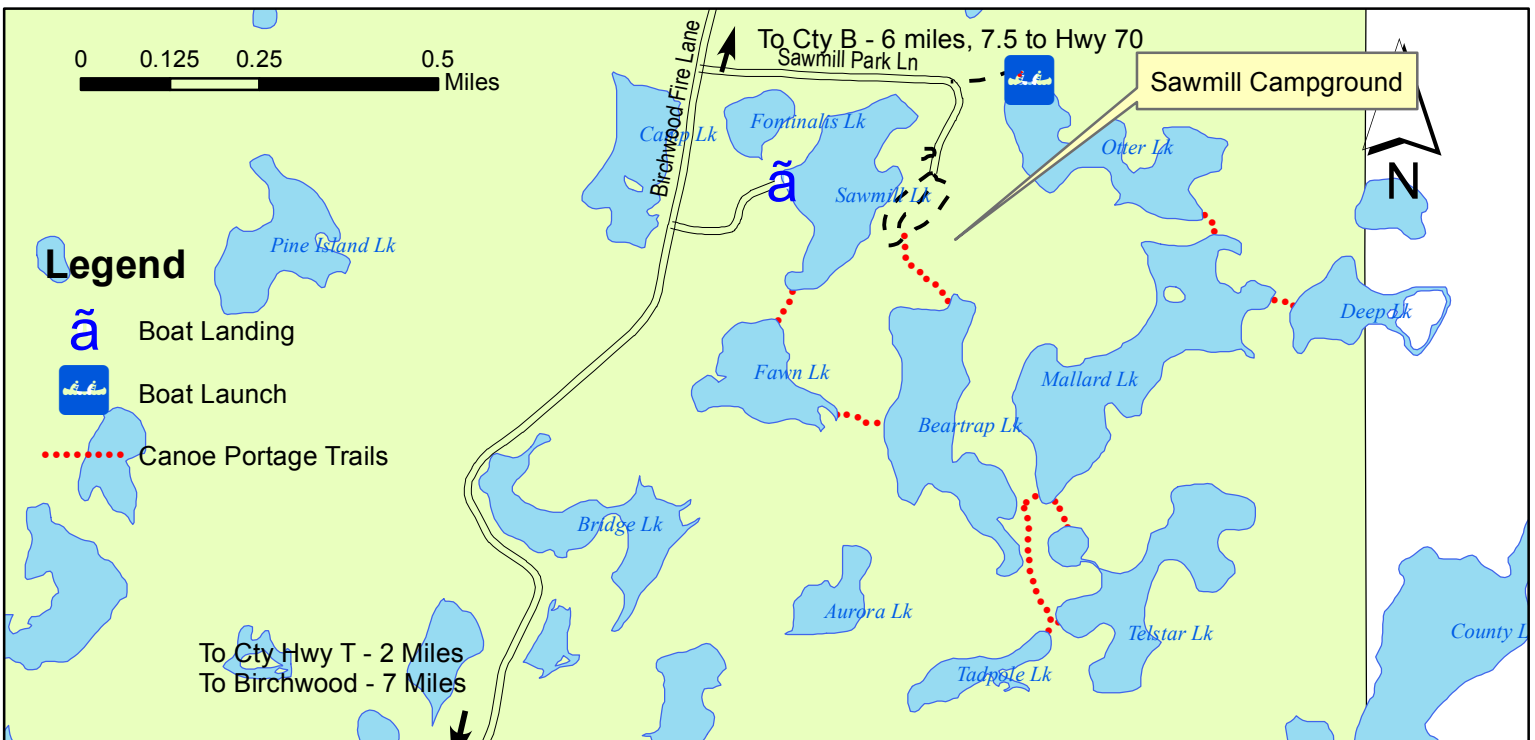 To Cty B - 6 miles, 7.5 to Hwy 70
0 0.125 0.25 0.5
Miles
Sawmill Park Ln
Sawmill Campground
Birchwood Fire Lane
Camp Lk
Fontinalis Lk
Otter Lk
ã
Sawmill Lk
N
Pine Island Lk
Legend
ã Boat Landing
Boat Launch
Canoe Portage Trails
Deep Lk
Fawn Lk
Mallard Lk
Beartrap Lk
Bridge Lk
Aurora Lk
Telstar Lk
County L
Tadpole Lk
To Cty Hwy T - 2 Miles
To Birchwood - 7 Miles